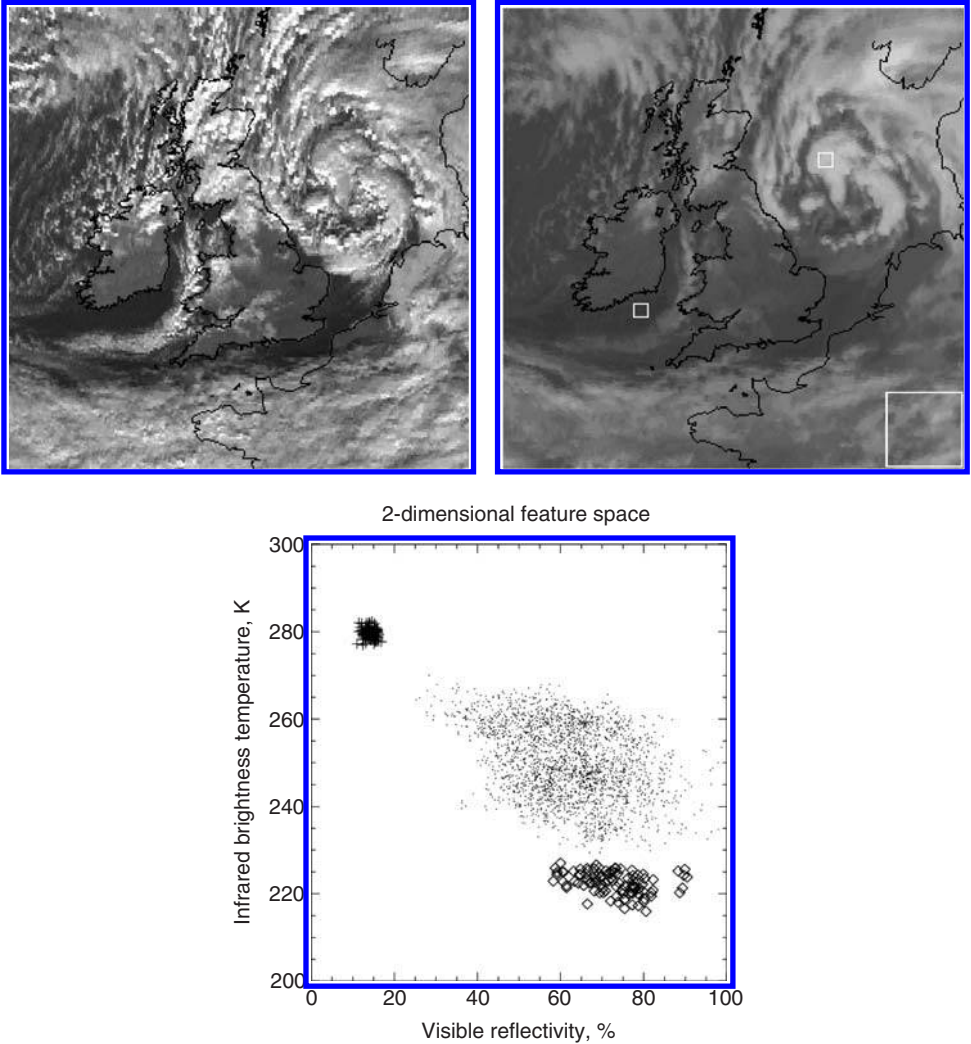 2-dimensional feature space
300
280
260
240
220
200
Infrared brightness temperature, K
0 20 40 60 80 100
Visible reflectivity, %